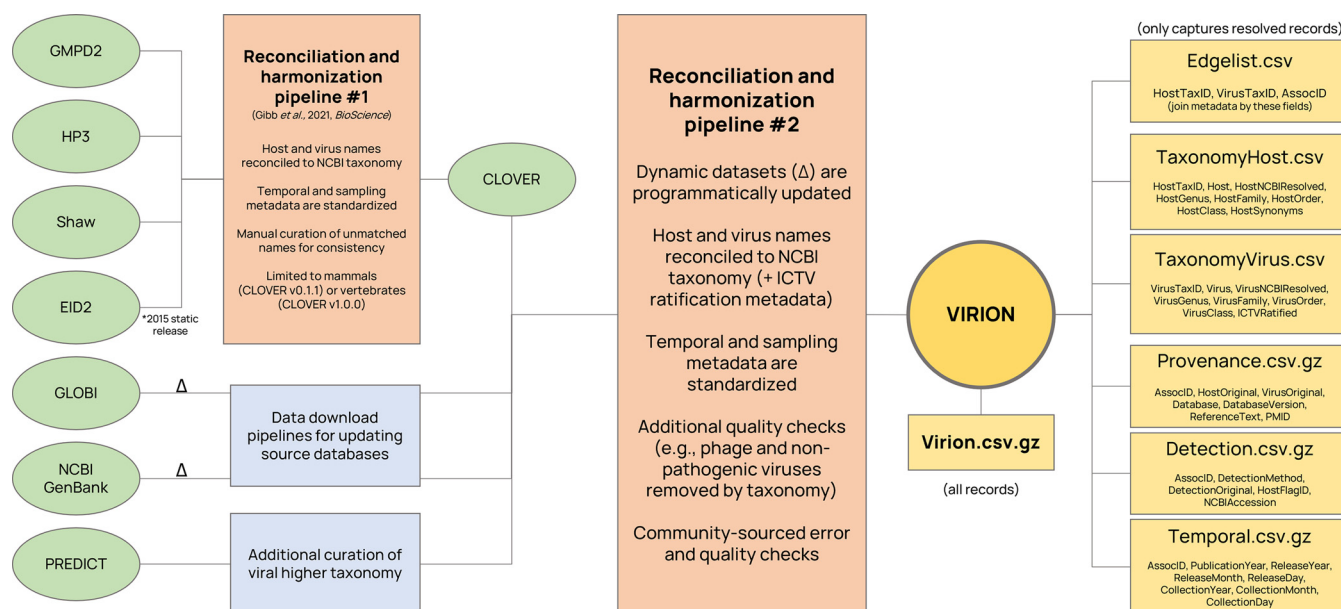 GMPD2
HP3
Shaw
EID2
*2015 static
release
GLOBI
Δ
NCBI
GenBank
Δ
PREDICT
Reconciliation and
harmonization
pipeline #1
(Gibb et al., 2021, BioScience)
Host and virus names
reconciled to NCBI taxonomy
Temporal and sampling
metadata are standardized
Manual curation of unmatched
names for consistency
Limited to mammals
(CLOVER v0.1.1) or vertebrates
(CLOVER v1.0.0)
Data download
pipelines for updating
source databases
Additional curation of
viral higher taxonomy
CLOVER
Reconciliation and
harmonization
pipeline #2
Dynamic datasets (Δ) are
programmatically updated
Host and virus names
reconciled to NCBI
taxonomy (+ ICTV
ratification metadata)
Temporal and sampling
metadata are
standardized
Additional quality checks
(e.g., phage and non-
pathogenic viruses
removed by taxonomy)
Community-sourced error
and quality checks
VIRION
Virion.csv.gz
(all records)
(only captures resolved records)
Edgelist.csv
HostTaxID, VirusTaxID, AssocID
(join metadata by these fields)
TaxonomyHost.csv
HostTaxID, Host, HostNCBIResolved,
HostGenus, HostFamily, HostOrder,
HostClass, HostSynonyms
TaxonomyVirus.csv
VirusTaxID, Virus, VirusNCBIResolved,
VirusGenus, VirusFamily, VirusOrder,
VirusClass, ICTVRatified
Provenance.csv.gz
AssocID, HostOriginal, VirusOriginal,
Database, DatabaseVersion,
ReferenceText, PMID
Detection.csv.gz
AssocID, DetectionMethod,
DetectionOriginal, HostFlagID,
NCBIAccession
Temporal.csv.gz
AssocID, PublicationYear, ReleaseYear,
ReleaseMonth, ReleaseDay,
CollectionYear, CollectionMonth,
CollectionDay